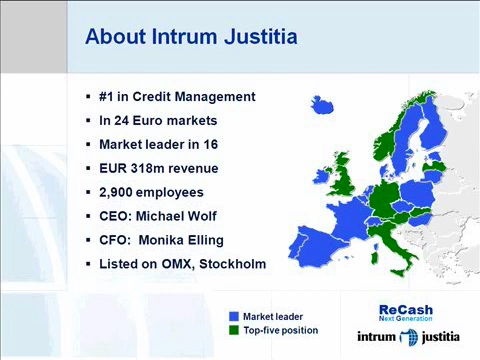 About Intrum Justitia
#1 in Credit Management
In 24 Euro markets
Market leader in 16
EUR 318m revenue
2,900 employees
CEO: Michael Wolf
CFO: Monika Elling
Listed on OMX, Stockholm
Market leader
Top-five position
ReCash
Next Generation
intrum justitia